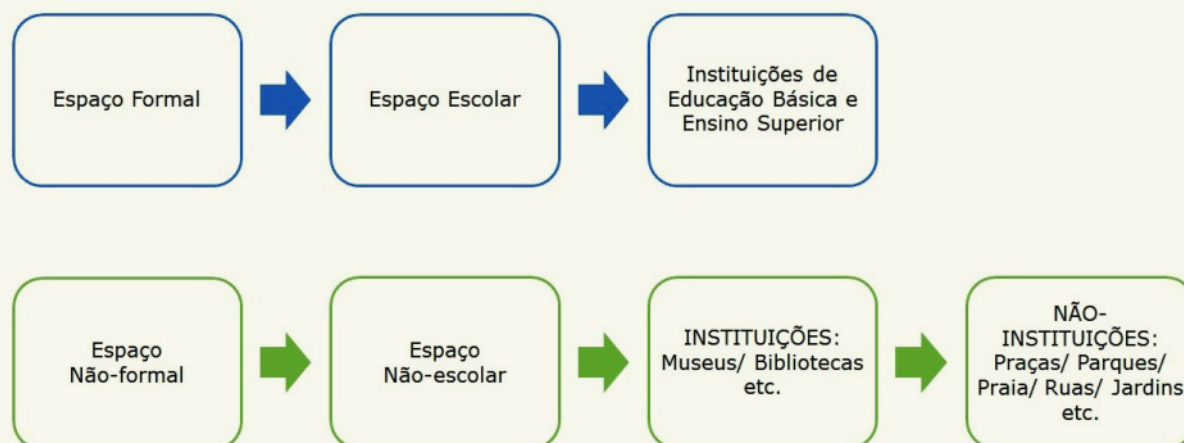 Espaço Formal
Espaço Escolar
Instituições de
Educação Básica e
Ensino Superior
Espaço
Não-formal
Espaço
Não-escolar
INSTITUIÇÕES:
Museus/ Bibliotecas
etc.
NÃO-
INSTITUIÇÕES:
Praças/ Parques/
Praia/ Ruas/ Jardins
etc.